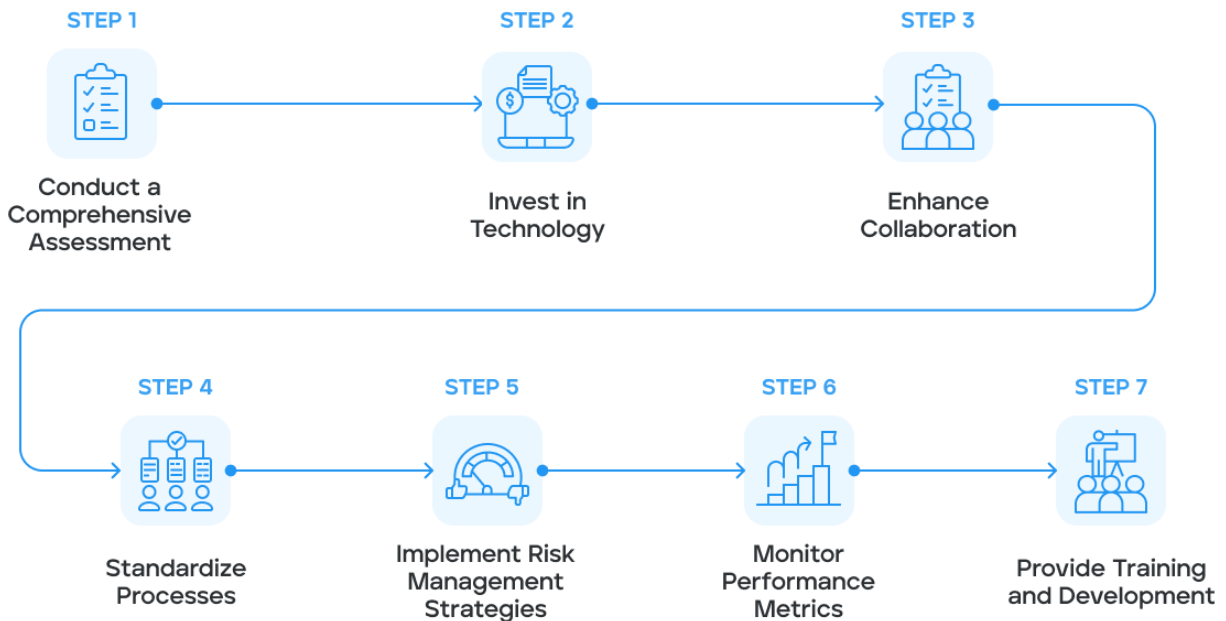 STEP 1
STEP 2
STEP 3
Conduct a
Comprehensive
Assessment
Invest in
Technology
Enhance
Collaboration
STEP 4
STEP 5
STEP 6
STEP 7
Standardize
Processes
Implement Risk
Management
Strategies
Monitor
Performance
Metrics
Provide Training
and Development